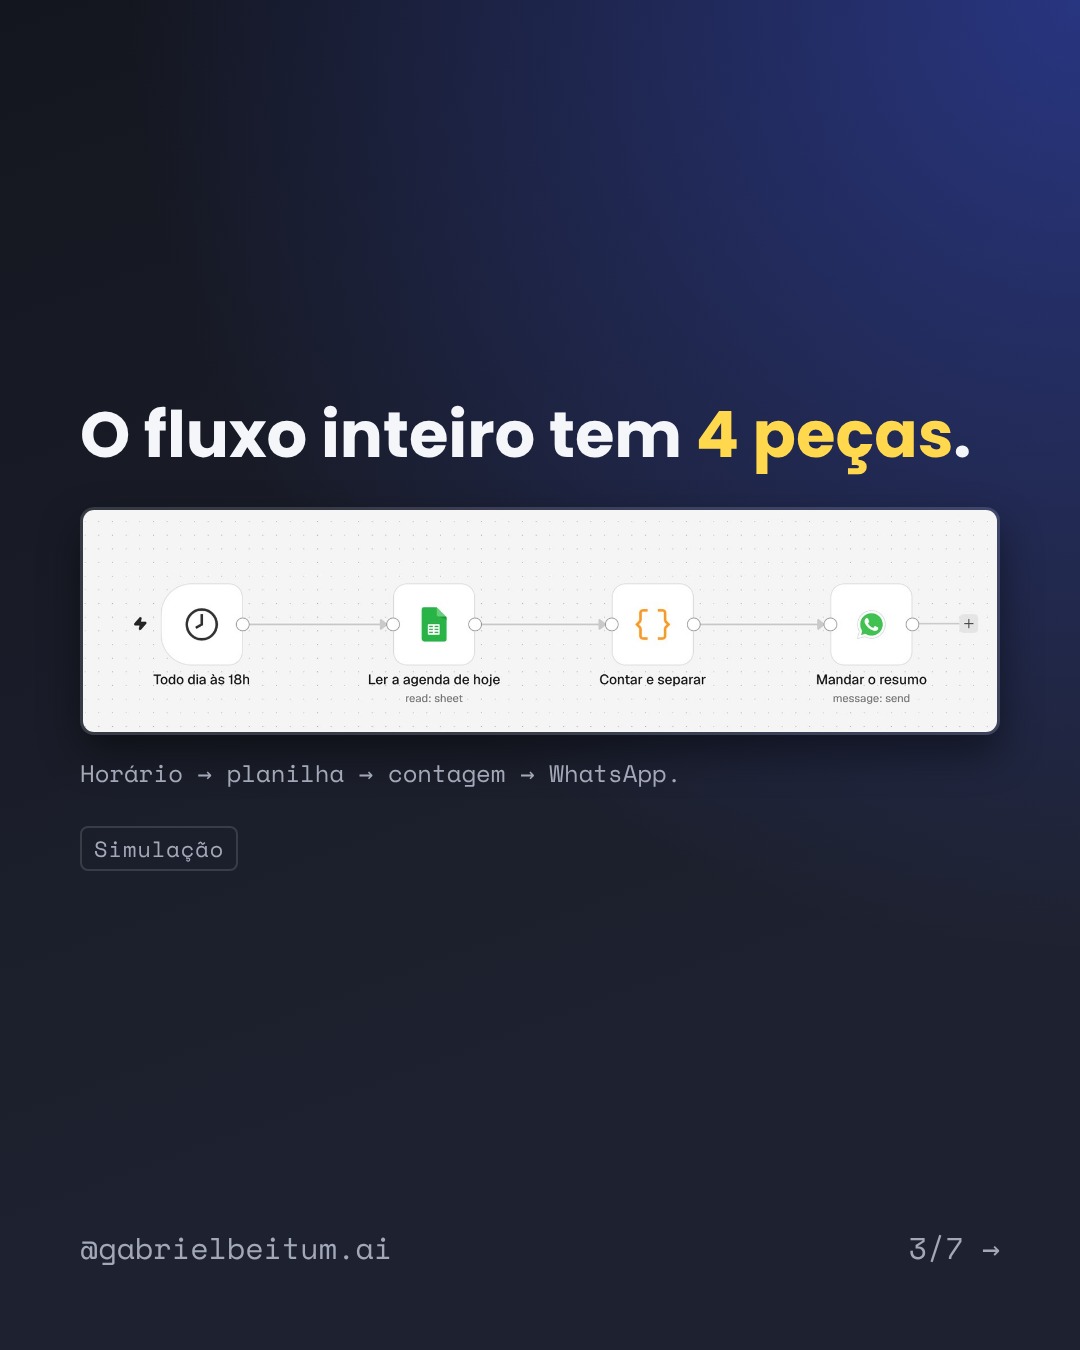 O fluxo inteiro tem 4 peças.
Todo dia às 18h
Ler a agenda de hoje
read: sheet
Contar e separar
Mandar o resumo
message: send
Horário → planilha → contagem → WhatsApp.
Simulação
@gabrielbeitum.ai
3/7 →